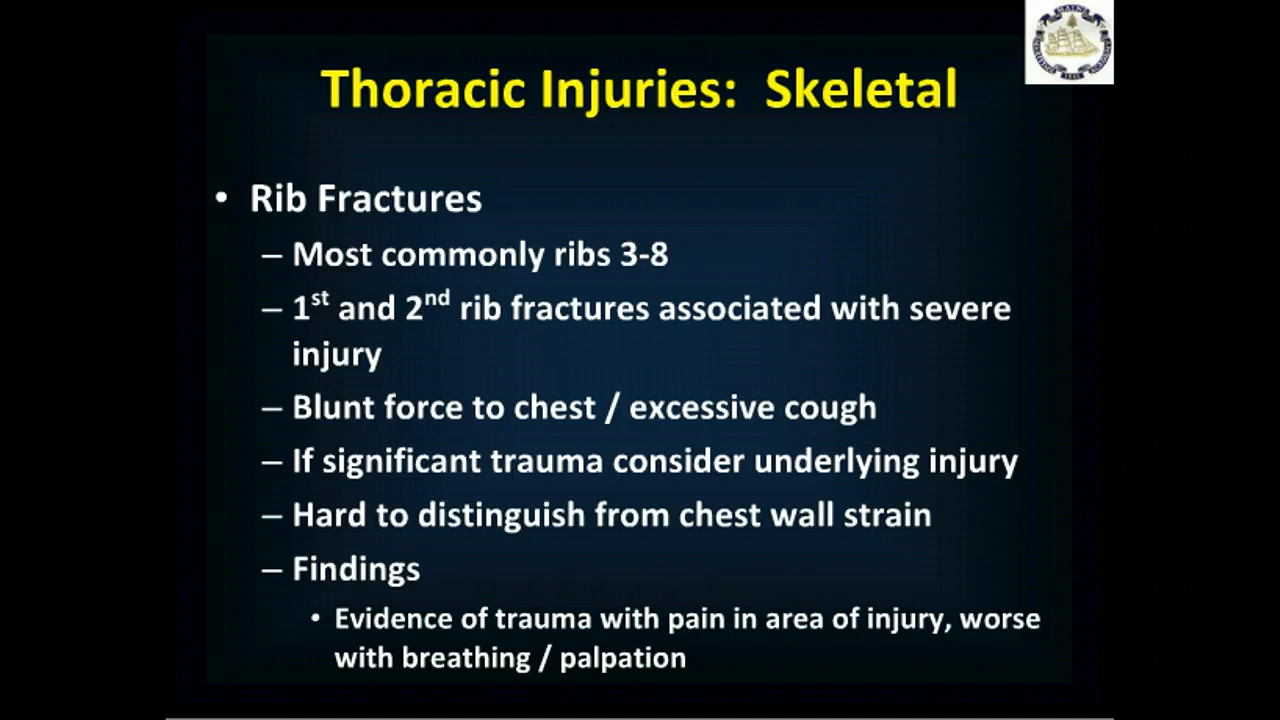 MAINE
1941
Thoracic Injuries: Skeletal
• Rib Fractures
– Most commonly ribs 3-8
– 1st and 2nd rib fractures associated with severe
injury
– Blunt force to chest / excessive cough
– If significant trauma consider underlying injury
– Hard to distinguish from chest wall strain
– Findings
• Evidence of trauma with pain in area of injury, worse
with breathing / palpation